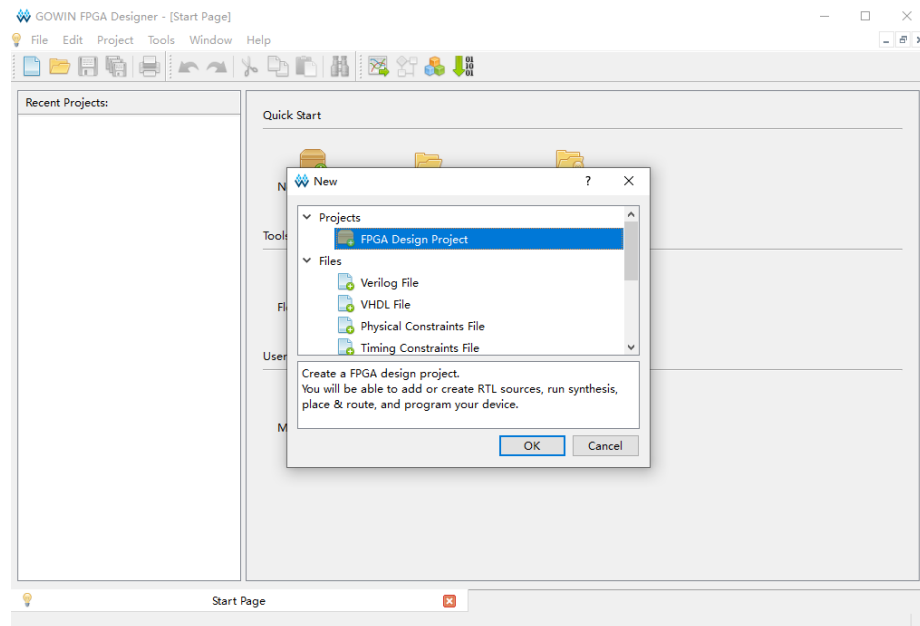 GOWIN FPGA Designer - [Start Page]
File Edit Project Tools Window Help
Recent Projects:
Quick Start
New
? 
Projects
FPGA Design Project
Files
Verilog File
VHDL File
Physical Constraints File
Timing Constraints File
Create a FPGA design project.
You will be able to add or create RTL sources, run synthesis,
place & route, and program your device.
OK Cancel
Start Page